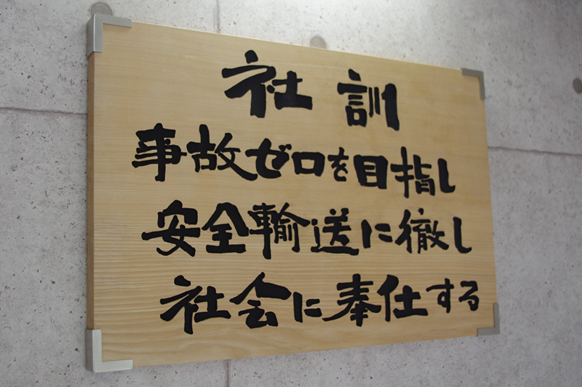 社訓
事故ゼロを目指し
安全輸送に徹し
社会に奉仕する